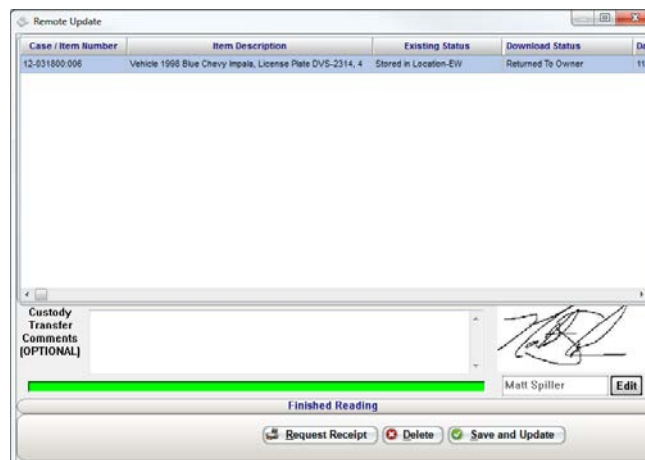 Remote Update
Case / Item Number Item Description Existing Status Download Status Da
12-031800:006 Vehicle 1998 Blue Chevy Impala, License Plate DVS-2314, 4 Stored in Location-EW Returned To Owner 11
Custody
Transfer
Comments
[OPTIONAL]
Matt Spiller Edit
Finished Reading
Request Receipt Delete Save and Update